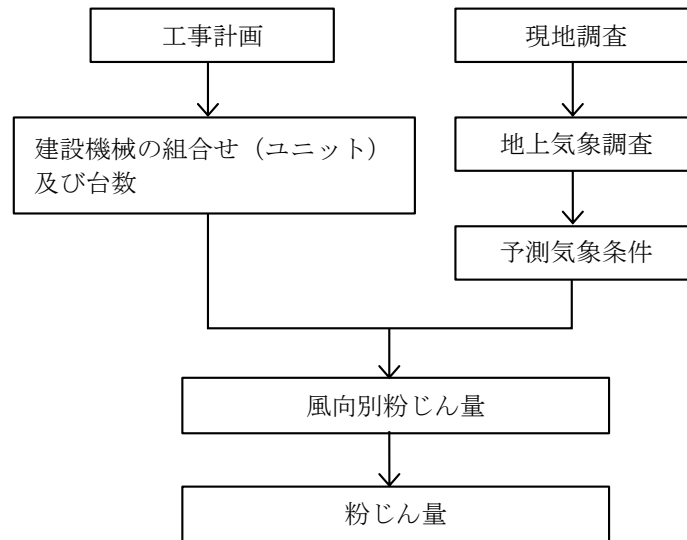 工事計画
現地調査
建設機械の組合せ（ユニット）
及び台数
地上気象調査
予測気象条件
風向別粉じん量
粉じん量